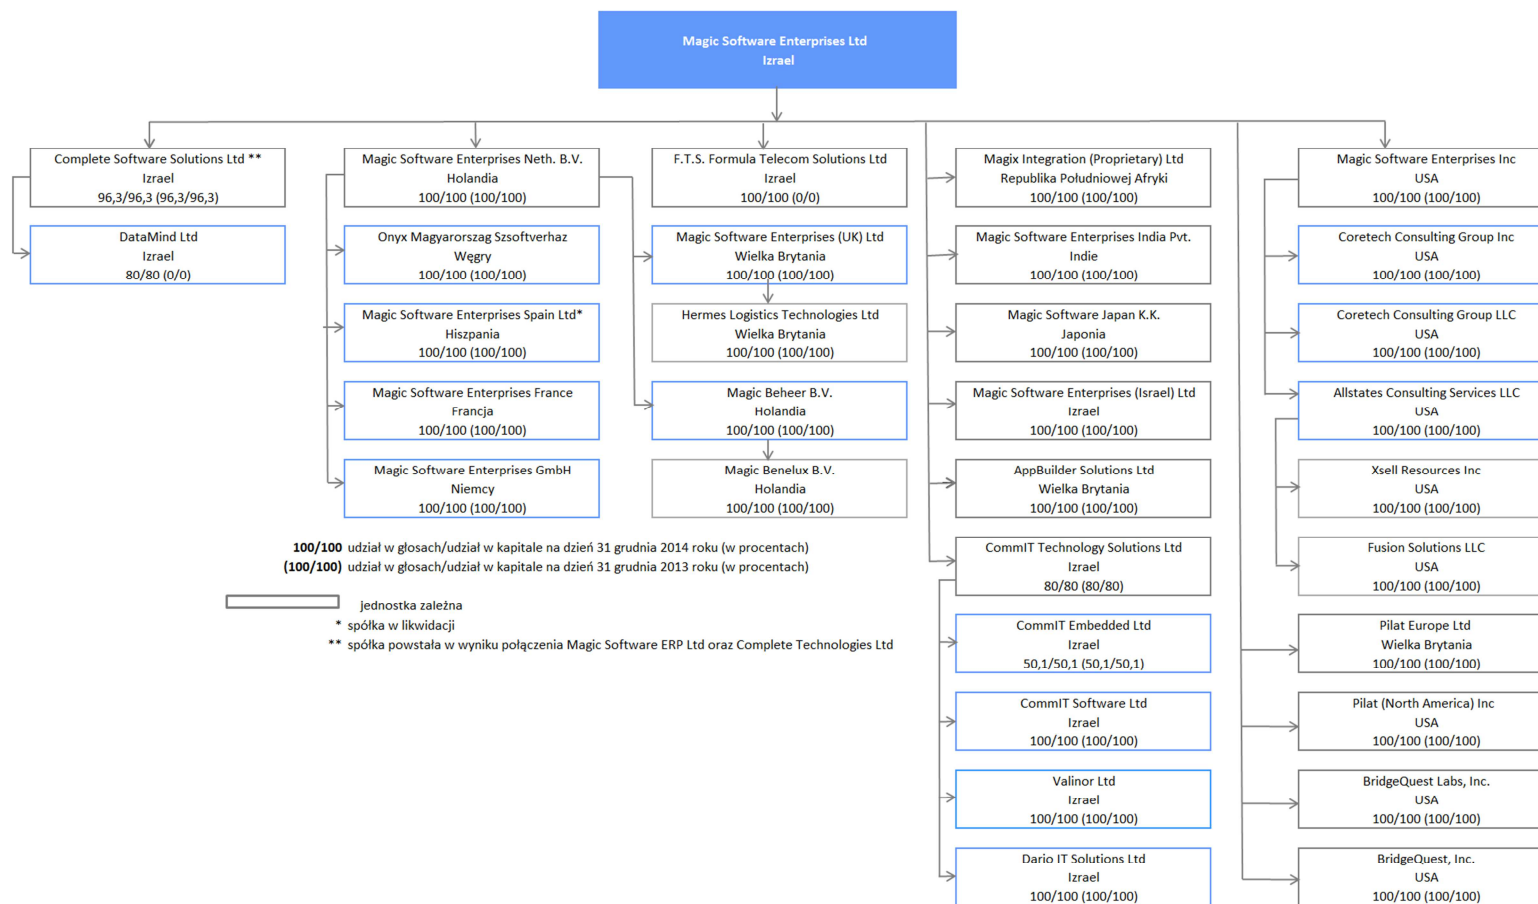 Magic Software Enterprises Ltd
Izrael
Complete Software Solutions Ltd **
Izrael
96,3/96,3 (96,3/96,3)
DataMind Ltd
Izrael
80/80 (0/0)
Magic Software Enterprises Neth. B.V.
Holandia
100/100 (100/100)
Onyx Magyarorszag Szsoftverhaz
Węgry
100/100 (100/100)
Magic Software Enterprises Spain Ltd*
Hiszpania
100/100 (100/100)
Magic Software Enterprises France
Francja
100/100 (100/100)
Magic Software Enterprises GmbH
Niemcy
100/100 (100/100)
F.T.S. Formula Telecom Solutions Ltd
Izrael
100/100 (0/0)
Magic Software Enterprises (UK) Ltd
Wielka Brytania
100/100 (100/100)
Hermes Logistics Technologies Ltd
Wielka Brytania
100/100 (100/100)
Magic Beheer B.V.
Holandia
100/100 (100/100)
Magic Benelux B.V.
Holandia
100/100 (100/100)
Magix Integration (Proprietary) Ltd
Republika Południowej Afryki
100/100 (100/100)
Magic Software Enterprises India Pvt.
Indie
100/100 (100/100)
Magic Software Japan K.K.
Japonia
100/100 (100/100)
Magic Software Enterprises (Israel) Ltd
Izrael
100/100 (100/100)
AppBuilder Solutions Ltd
Wielka Brytania
100/100 (100/100)
CommIT Technology Solutions Ltd
Izrael
80/80 (80/80)
CommIT Embedded Ltd
Izrael
50,1/50,1 (50,1/50,1)
CommIT Software Ltd
Izrael
100/100 (100/100)
Valinor Ltd
Izrael
100/100 (100/100)
Dario IT Solutions Ltd
Izrael
100/100 (100/100)
Magic Software Enterprises Inc
USA
100/100 (100/100)
Coretech Consulting Group Inc
USA
100/100 (100/100)
Coretech Consulting Group LLC
USA
100/100 (100/100)
Allstates Consulting Services LLC
USA
100/100 (100/100)
Xsell Resources Inc
USA
100/100 (100/100)
Fusion Solutions LLC
USA
100/100 (100/100)
Pilat Europe Ltd
Wielka Brytania
100/100 (100/100)
Pilat (North America) Inc
USA
100/100 (100/100)
BridgeQuest Labs, Inc.
USA
100/100 (100/100)
BridgeQuest, Inc.
USA
100/100 (100/100)
100/100 udział w głosach/udział w kapitale na dzień 31 grudnia 2014 roku (w procentach)
(100/100) udział w głosach/udział w kapitale na dzień 31 grudnia 2013 roku (w procentach)
jednostka zależna
* spółka w likwidacji
** spółka powstała w wyniku połączenia Magic Software ERP Ltd oraz Complete Technologies Ltd